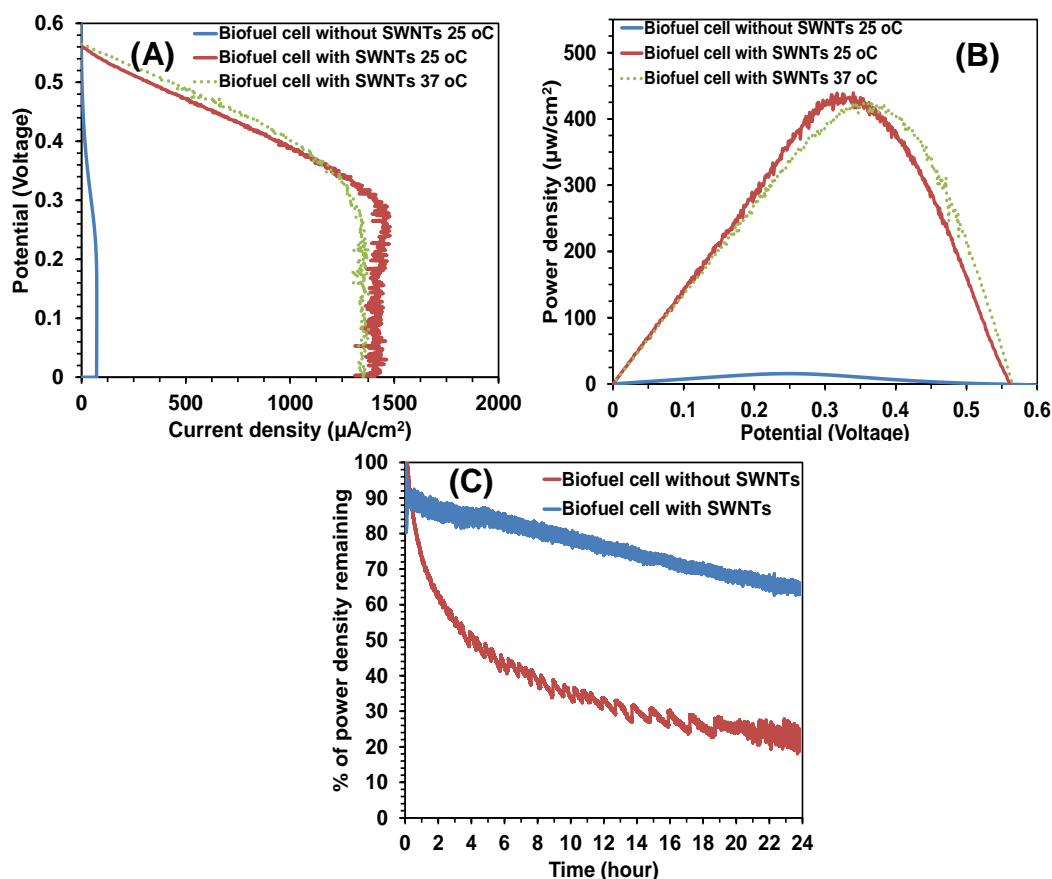 (A)
Biofuel cell without SWNTs 25 oC
Biofuel cell with SWNTs 25 oC
Biofuel cell with SWNTs 37 oC
Potential (Voltage)
0.6
0.5
0.4
0.3
0.2
0.1
0
0 500 1000 1500 2000
Current density (µA/cm²)
(B)
Biofuel cell without SWNTs 25 oC
Biofuel cell with SWNTs 25 oC
Biofuel cell with SWNTs 37 oC
Power density (µw/cm²)
500
400
300
200
100
0
0 0.1 0.2 0.3 0.4 0.5 0.6
Potential (Voltage)
(C)
Biofuel cell without SWNTs
Biofuel cell with SWNTs
% of power density remaining
100
90
80
70
60
50
40
30
20
10
0
0 2 4 6 8 10 12 14 16 18 20 22 24
Time (hour)